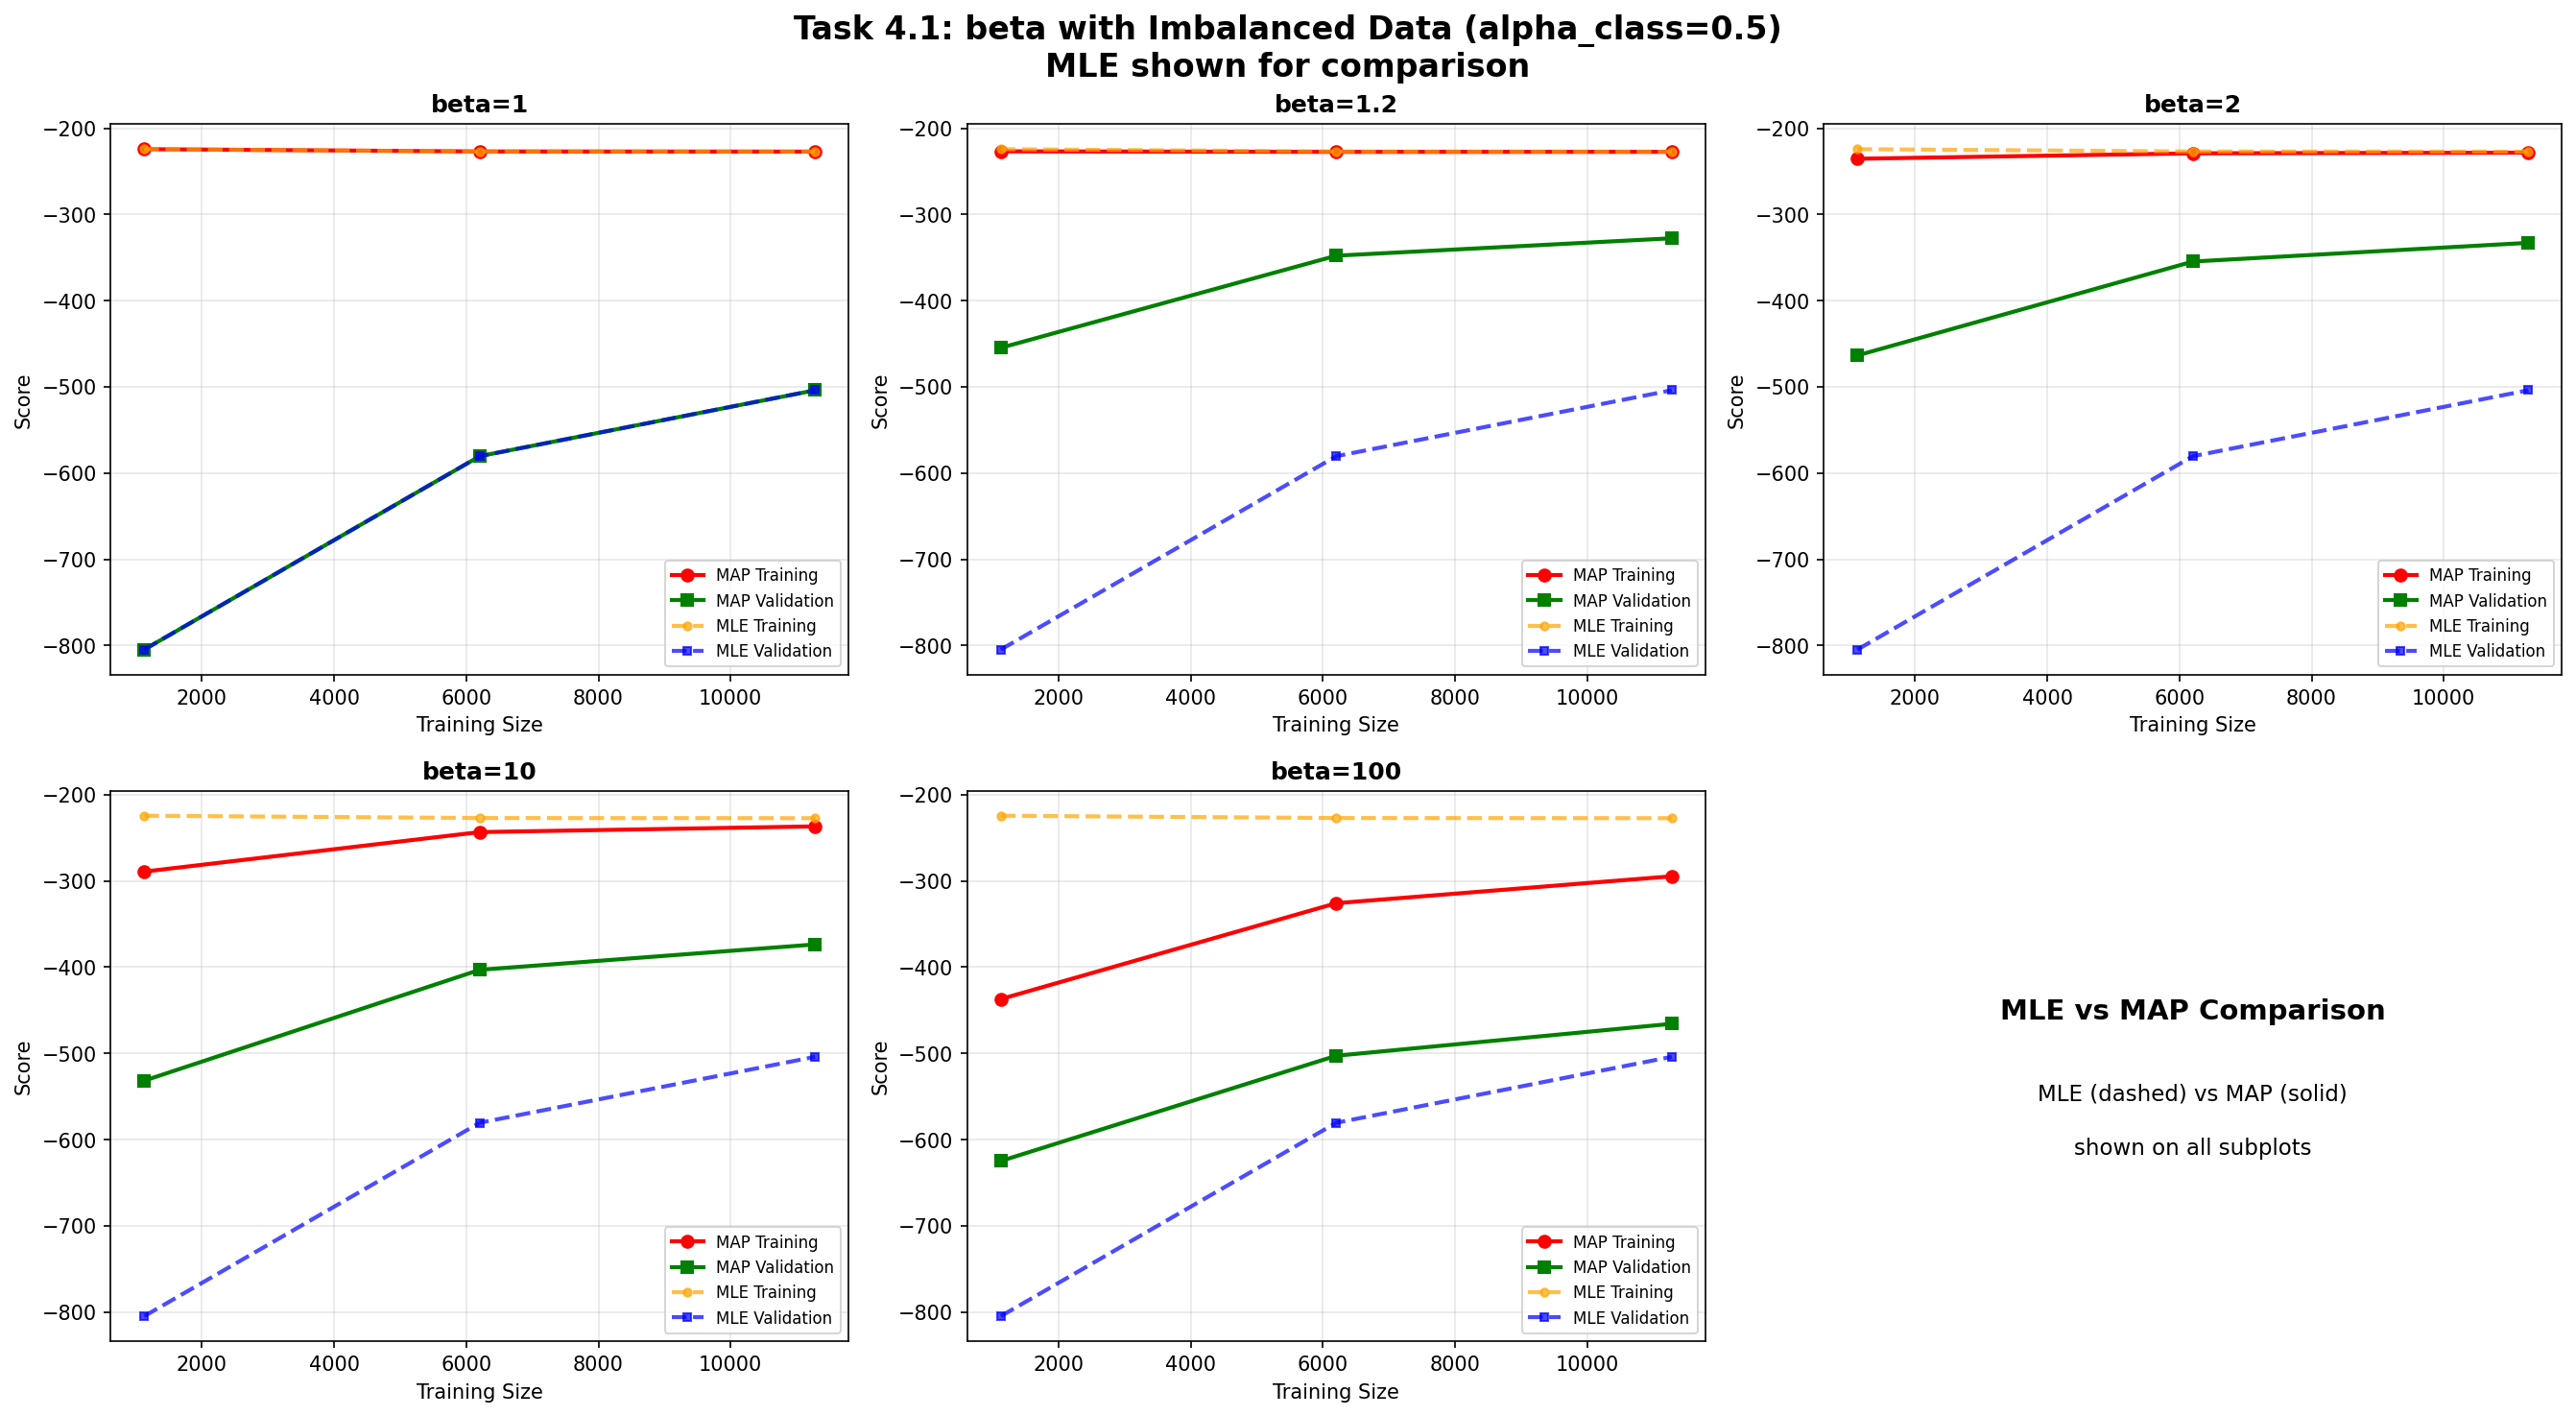 Task 4.1: beta with Imbalanced Data (alpha_class=0.5)
MLE shown for comparison
beta=1
−200
−300
−400
−500
−600
−700
−800
Score
2000
4000
6000
8000
10000
Training Size
MAP Training
MAP Validation
MLE Training
MLE Validation
beta=1.2
−200
−300
−400
−500
−600
−700
−800
Score
2000
4000
6000
8000
10000
Training Size
MAP Training
MAP Validation
MLE Training
MLE Validation
beta=2
−200
−300
−400
−500
−600
−700
−800
Score
2000
4000
6000
8000
10000
Training Size
MAP Training
MAP Validation
MLE Training
MLE Validation
beta=10
−200
−300
−400
−500
−600
−700
−800
Score
2000
4000
6000
8000
10000
Training Size
MAP Training
MAP Validation
MLE Training
MLE Validation
beta=100
−200
−300
−400
−500
−600
−700
−800
Score
2000
4000
6000
8000
10000
Training Size
MAP Training
MAP Validation
MLE Training
MLE Validation
MLE vs MAP Comparison
MLE (dashed) vs MAP (solid)
shown on all subplots